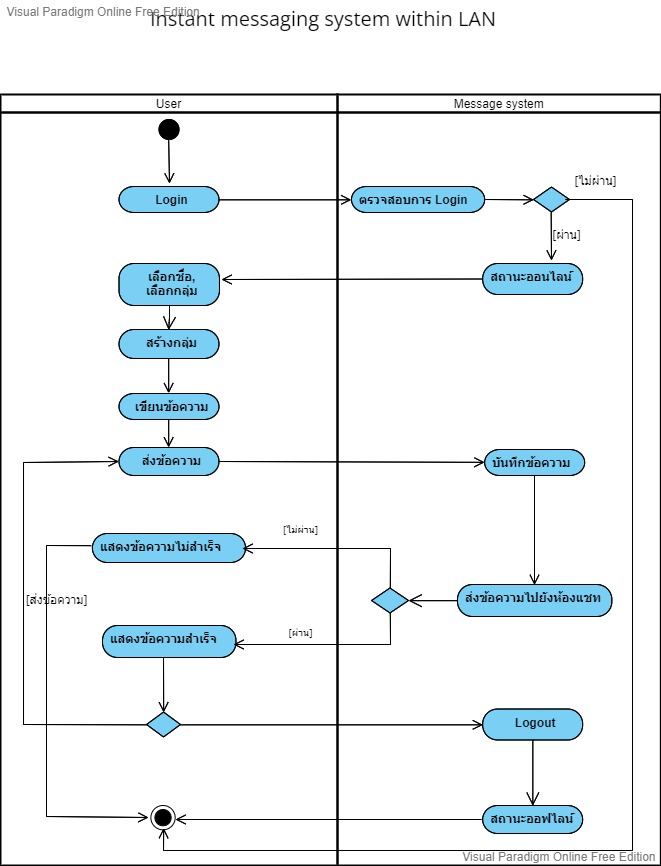 Visual Paradigm Online Free Edition
Instant messaging system within LAN
User
Message system
[ไม่ผ่าน]
Login
ตรวจสอบการ Login
[ผ่าน]
เลือกชื่อ,
เลือกกลุ่ม
สถานะออนไลน์
สร้างกลุ่ม
เขียนข้อความ
ส่งข้อความ
บันทึกข้อความ
[ไม่ผ่าน]
แสดงข้อความไม่สำเร็จ
[ส่งข้อความ]
ส่งข้อความไปยังห้องแชท
[ผ่าน]
แสดงข้อความสำเร็จ
Logout
สถานะออฟไลน์
Visual Paradigm Online Free Edition